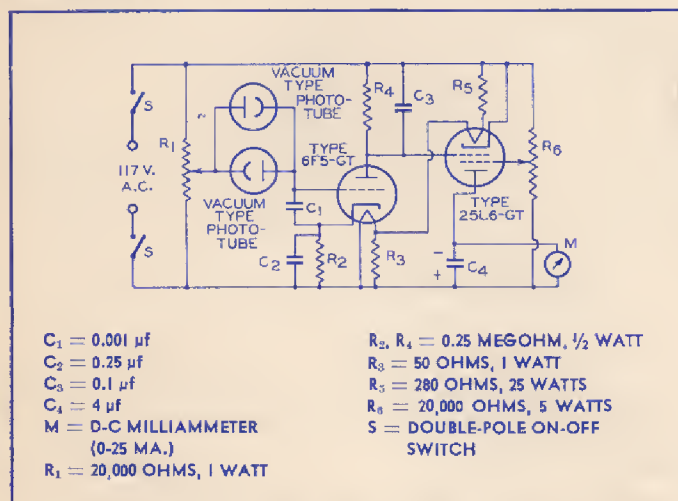 S
117 V.
A.C.
S
R1
~
VACUUM
TYPE
PHOTO-
TUBE
VACUUM
TYPE PHOTO-
TUBE
C1
C2
R2
TYPE
6F5-GT
R4
C3
R3
R5
R6
TYPE
25L6-GT
−
+
C4
M
C₁ = 0.001 µf
C₂ = 0.25 µf
C₃ = 0.1 µf
C₄ = 4 µf
M = D-C MILLIAMMETER
(0-25 MA.)
R₁ = 20,000 OHMS, 1 WATT
R₂, R₄ = 0.25 MEGOHM, ½ WATT
R₃ = 50 OHMS, 1 WATT
R₅ = 280 OHMS, 25 WATTS
R₆ = 20,000 OHMS, 5 WATTS
S = DOUBLE-POLE ON-OFF
SWITCH